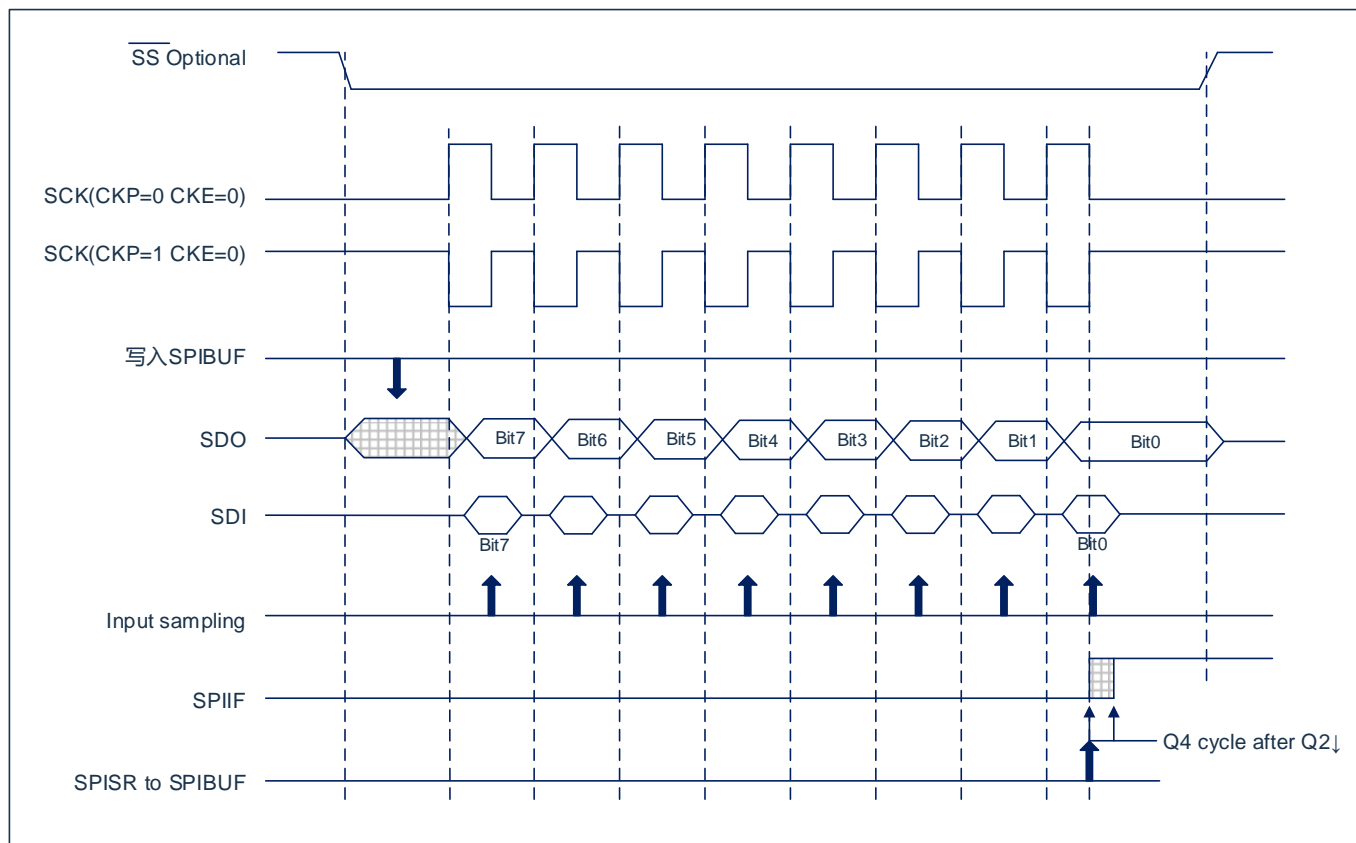 SS Optional
SCK(CKP=0 CKE=0)
SCK(CKP=1 CKE=0)
写入SPIBUF
SDO
Bit7 Bit6 Bit5 Bit4 Bit3 Bit2 Bit1 Bit0
SDI
Bit7 Bit0
Input sampling
SPIIF
Q4 cycle after Q2↓
SPISR to SPIBUF